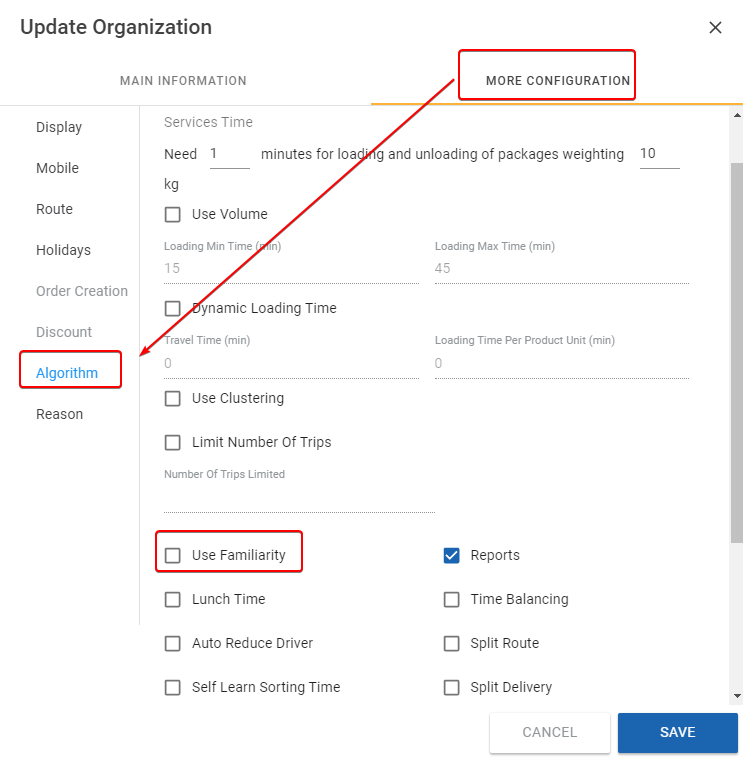 Update Organization
MAIN INFORMATION
MORE CONFIGURATION
Display
Mobile
Route
Holidays
Order Creation
Discount
Algorithm
Reason
Services Time
Need 1 minutes for loading and unloading of packages weighting 10
kg
Use Volume
Loading Min Time (min) Loading Max Time (min)
15 45
Dynamic Loading Time
Travel Time (min) Loading Time Per Product Unit (min)
0 0
Use Clustering
Limit Number Of Trips
Number Of Trips Limited
Use Familiarity Reports
Lunch Time Time Balancing
Auto Reduce Driver Split Route
Self Learn Sorting Time Split Delivery
CANCEL SAVE